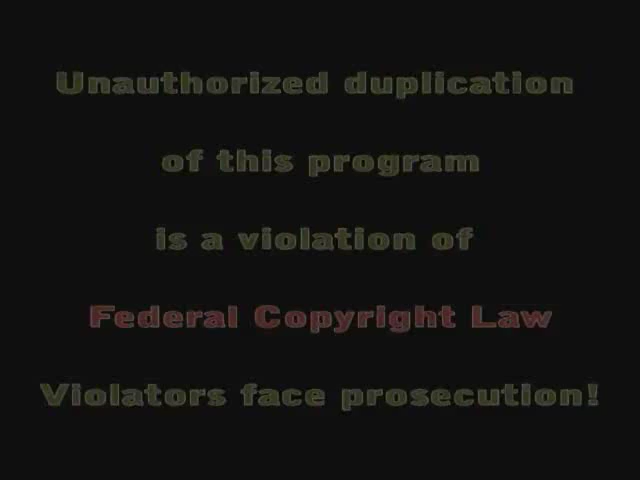 Unauthorized duplication
of this program
is a violation of
Federal Copyright Law
Violators face prosecution!